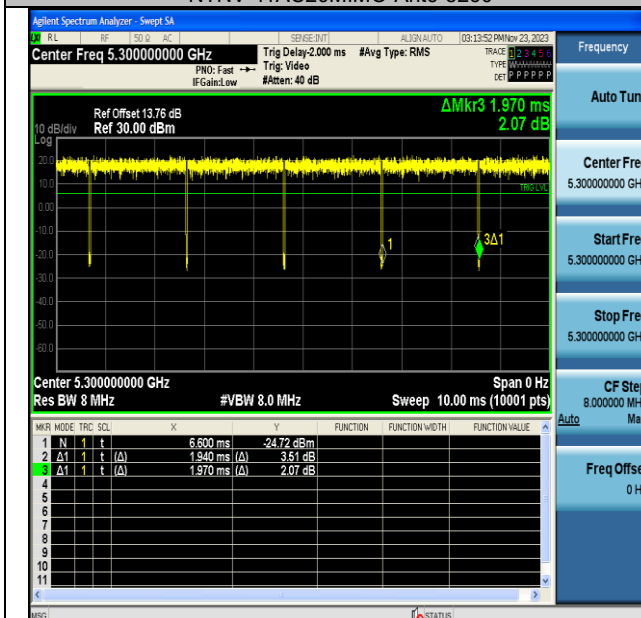 Agilent Spectrum Analyzer - Swept SA
RL RF 50 Ω AC SENSE:INT ALIGN AUTO 03:13:52 PM Nov 23, 2023
Center Freq 5.300000000 GHz
PNO: Fast
IFGain:Low
Trig Delay-2.000 ms
Trig: Video
#Atten: 40 dB
#Avg Type: RMS
TRACE 1 2 3 4 5 6
TYPE
DET P P P P P P
Frequency
Auto Tun
ΔMkr3 1.970 ms
2.07 dB
Ref Offset 13.76 dB
10 dB/div Ref 30.00 dBm
Log
20.0
10.0
0.00
-10.0
-20.0
-30.0
-40.0
-50.0
-60.0
TRIG LVL
1
3Δ1
Center Fre
5.300000000 GH
Start Fre
5.300000000 GH
Stop Fre
5.300000000 GH
CF Ste
8.000000 MH
Auto Ma
Freq Offse
0 H
Center 5.300000000 GHz Span 0 Hz
Res BW 8 MHz #VBW 8.0 MHz Sweep 10.00 ms (10001 pts)
MKR MODE TRC SCL X Y FUNCTION FUNCTION WIDTH FUNCTION VALUE
1 N 1 t 6.600 ms -24.72 dBm
2 Δ1 1 t (Δ) 1.940 ms (Δ) 3.51 dB
3 Δ1 1 t (Δ) 1.970 ms (Δ) 2.07 dB
4
5
6
7
8
9
10
11
MSG STATUS